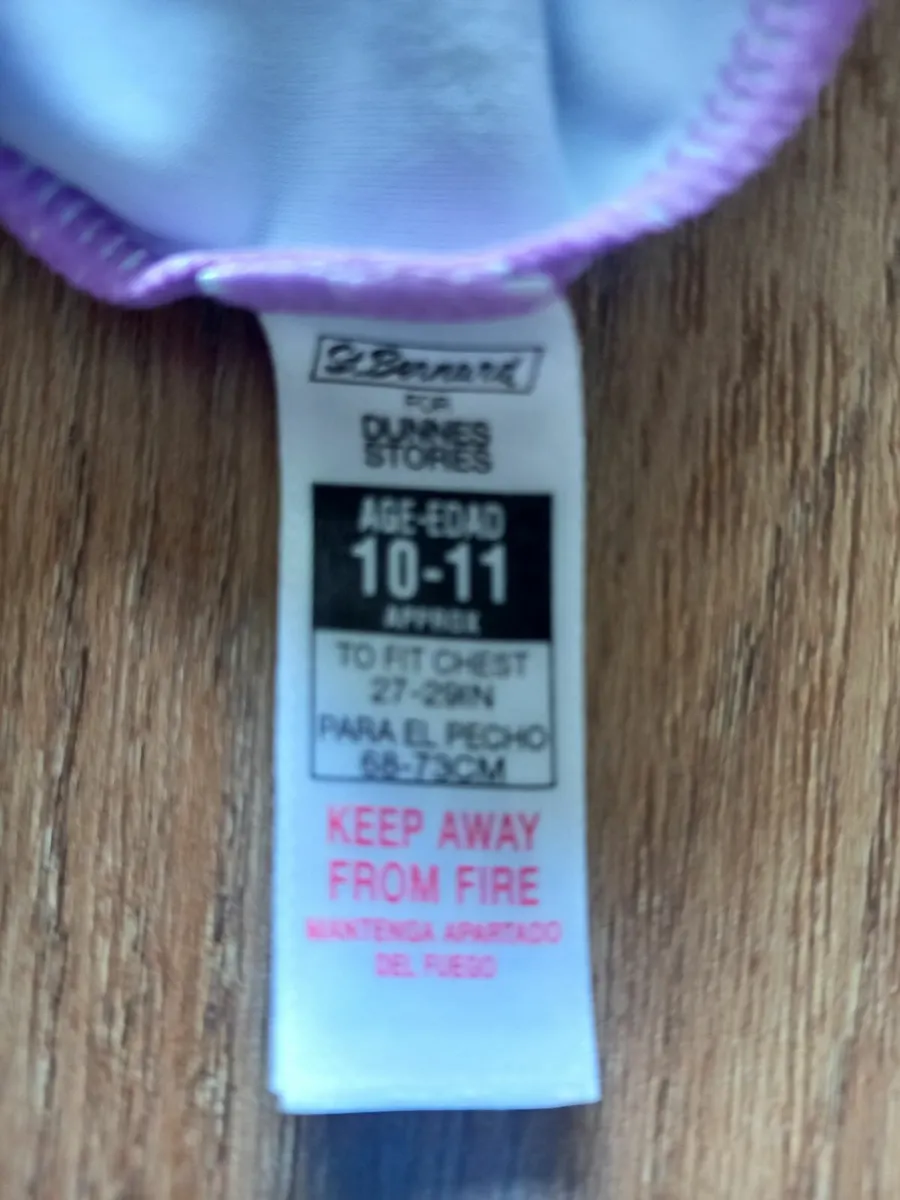 St. Bernard
FOR
DUNNES
STORIES
AGE-EDAD
10-11
APPROX
TO FIT CHEST
27-29IN
PARA EL PECHO
68-73CM
KEEP AWAY
FROM FIRE
MANTENGA APARTADO
DEL FUEGO